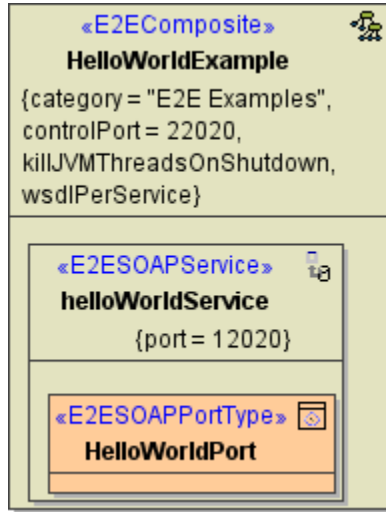 «E2EComposite»
HelloWorldExample
{category = "E2E Examples",
controlPort = 22020,
killJVMThreadsOnShutdown,
wsdlPerService}
«E2ESOAPService»
helloWorldService
{port = 12020}
«E2ESOAPPortType»
HelloWorldPort